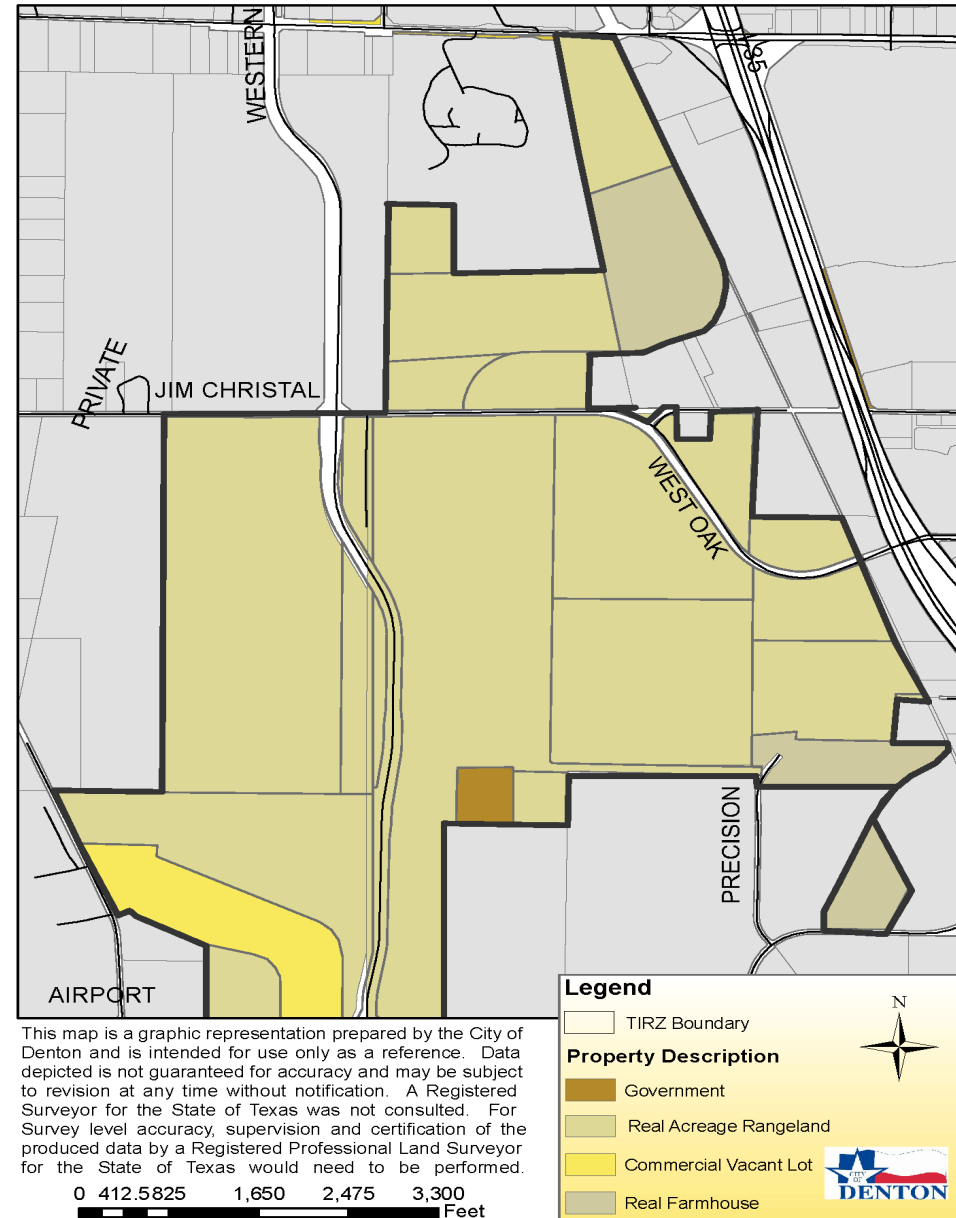 WESTERN
35
PRIVATE
JIM CHRISTAL
WEST OAK
PRECISION
AIRPORT
This map is a graphic representation prepared by the City of
Denton and is intended for use only as a reference. Data
depicted is not guaranteed for accuracy and may be subject
to revision at any time without notification. A Registered
Surveyor for the State of Texas was not consulted. For
Survey level accuracy, supervision and certification of the
produced data by a Registered Professional Land Surveyor
for the State of Texas would need to be performed.
0 412.5825 1,650 2,475 3,300
Feet
Legend
TIRZ Boundary
N
Property Description
Government
Real Acreage Rangeland
Commercial Vacant Lot
Real Farmhouse
CITY
OF
DENTON